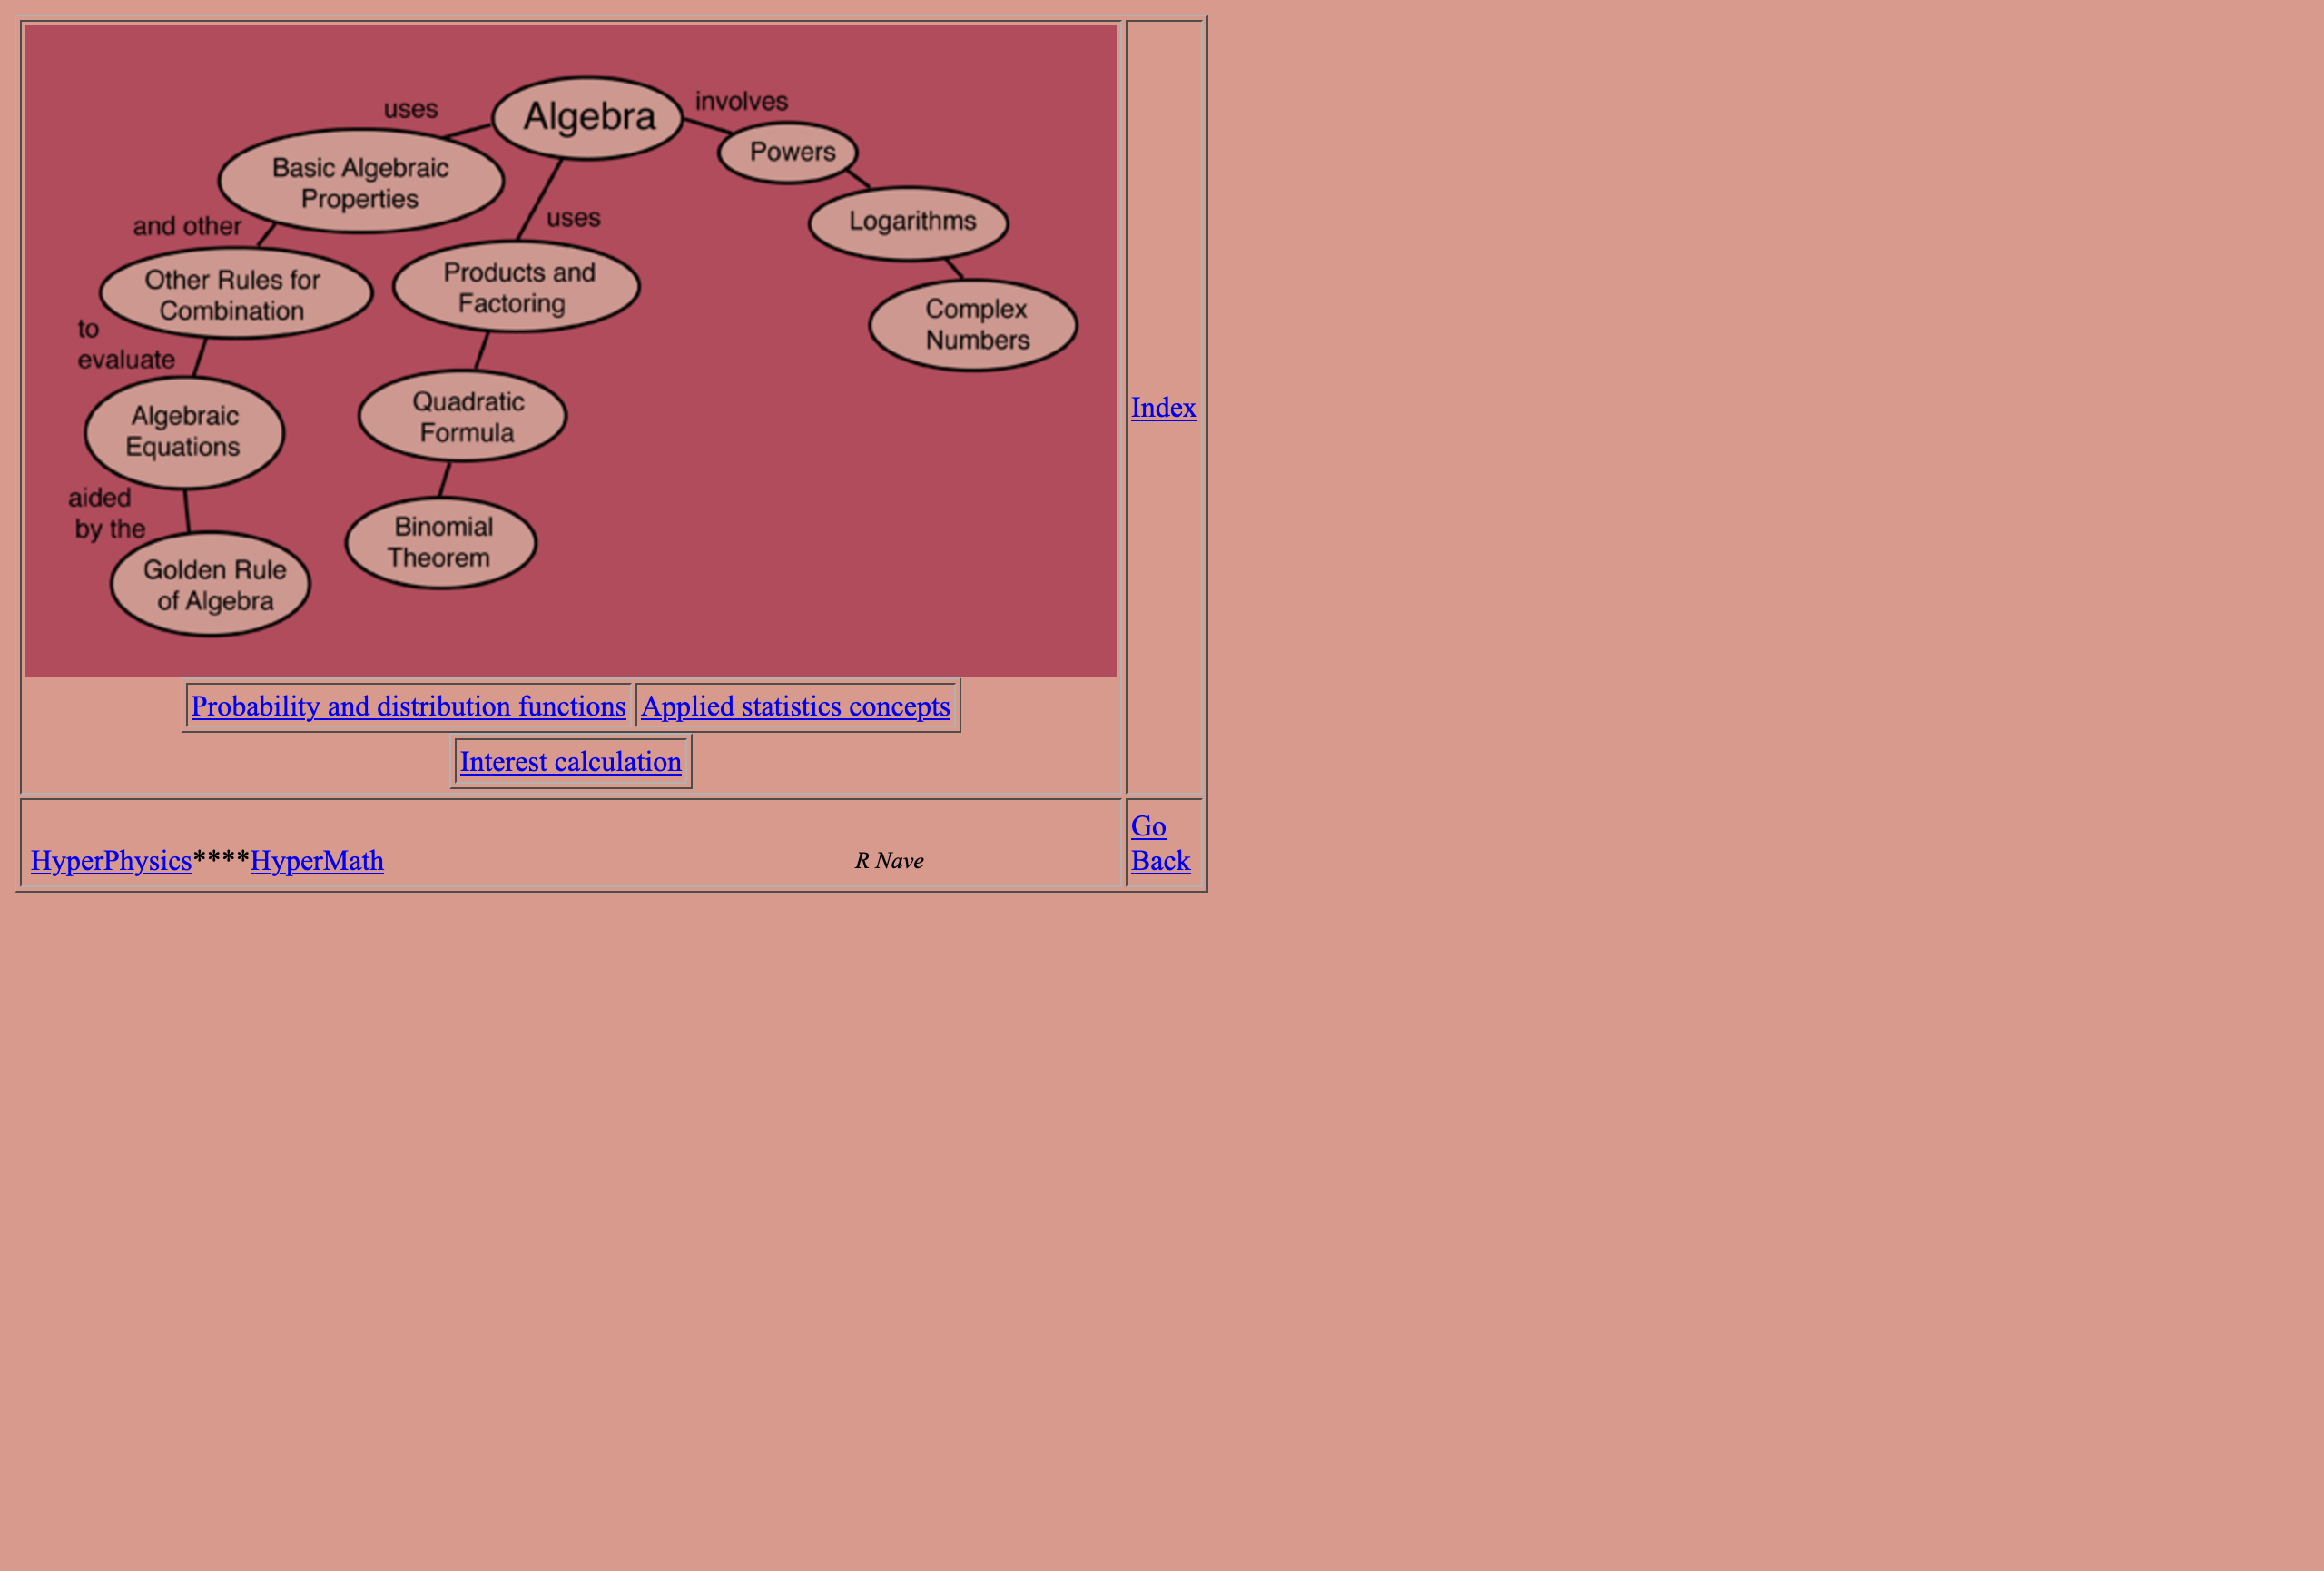 Algebra
uses
involves
Powers
Basic Algebraic
Properties
Logarithms
and other
uses
Other Rules for
Combination
Products and
Factoring
Complex
Numbers
to
evaluate
Algebraic
Equations
Quadratic
Formula
aided
by the
Binomial
Theorem
Golden Rule
of Algebra
Index
Probability and distribution functions
Applied statistics concepts
Interest calculation
HyperPhysics****HyperMath
R Nave
Go
Back